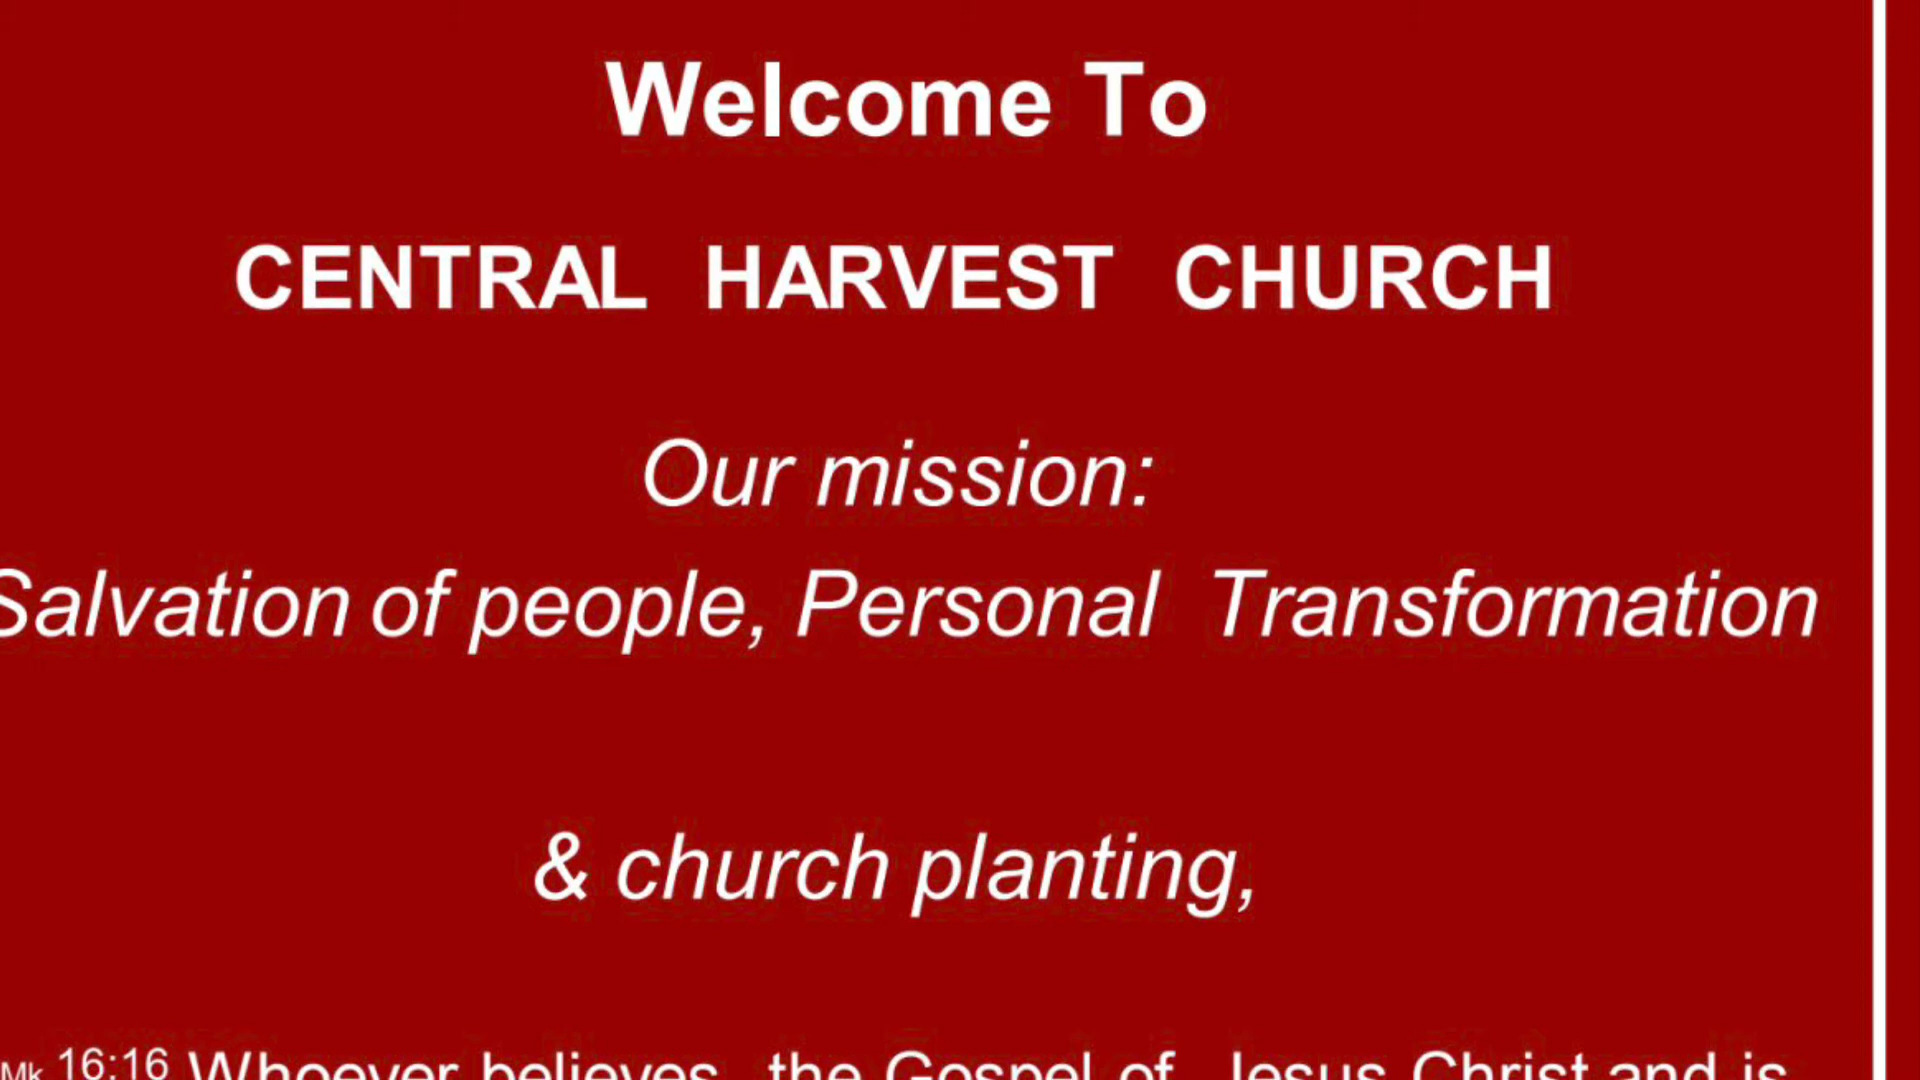 Welcome To
CENTRAL HARVEST CHURCH
Our mission:
Salvation of people, Personal Transformation
& church planting,
Mk 16:16 Whoever believes the Gospel of Jesus Christ and is